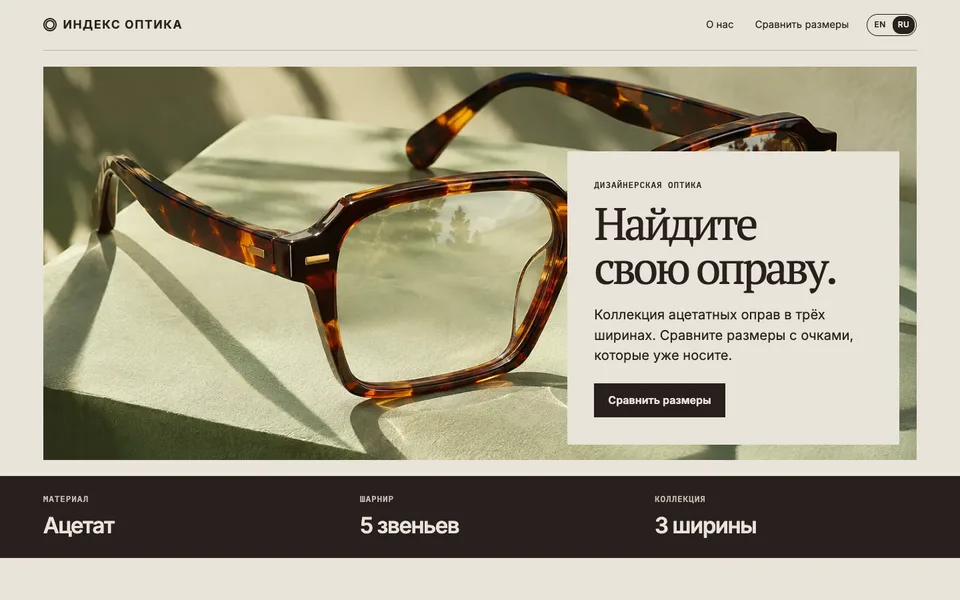 ИНДЕКС ОПТИКА
О нас
Сравнить размеры
EN
RU
ДИЗАЙНЕРСКАЯ ОПТИКА
Найдите
свою оправу.
Коллекция ацетатных оправ в трёх
ширинах. Сравните размеры с очками,
которые уже носите.
Сравнить размеры
МАТЕРИАЛ
Ацетат
ШАРНИР
5 звеньев
КОЛЛЕКЦИЯ
3 ширины